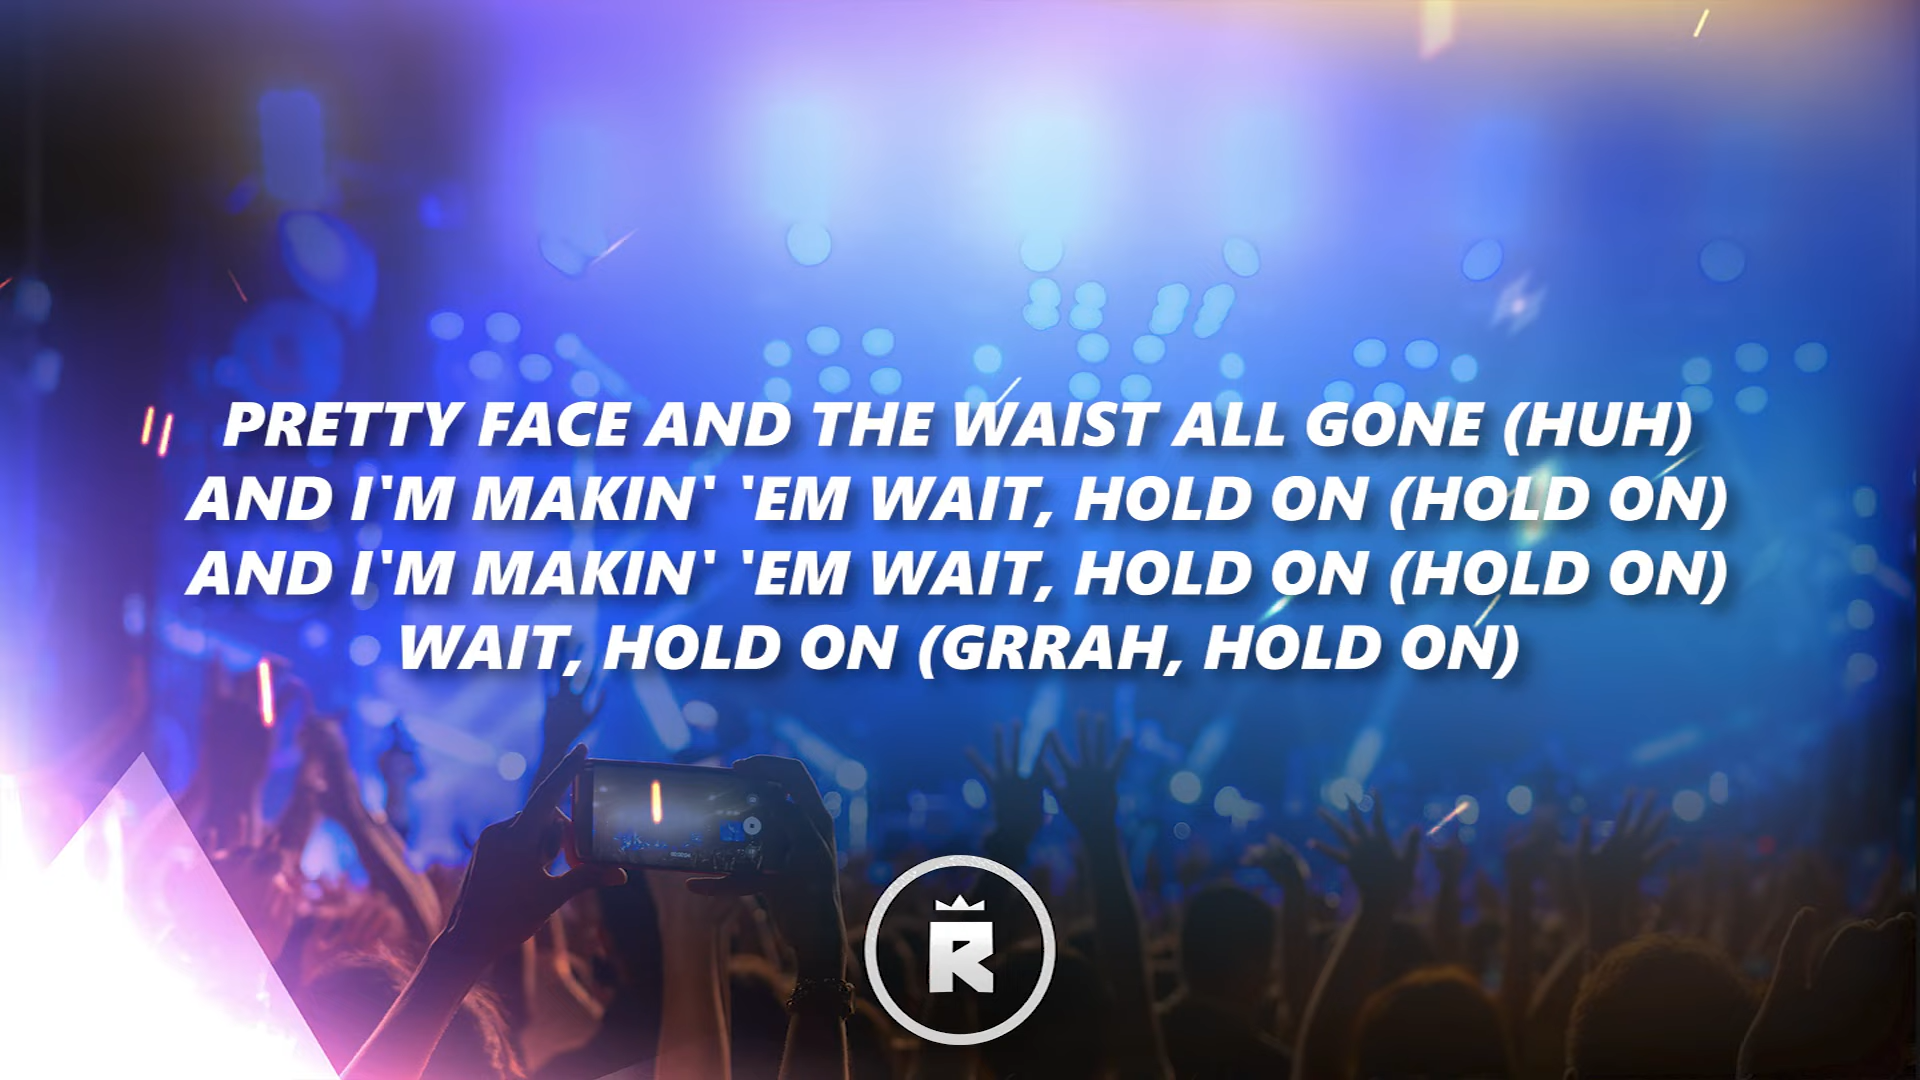 PRETTY FACE AND THE WAIST ALL GONE (HUH)
AND I'M MAKIN' 'EM WAIT, HOLD ON (HOLD ON)
AND I'M MAKIN' 'EM WAIT, HOLD ON (HOLD ON)
WAIT, HOLD ON (GRRAH, HOLD ON)
R